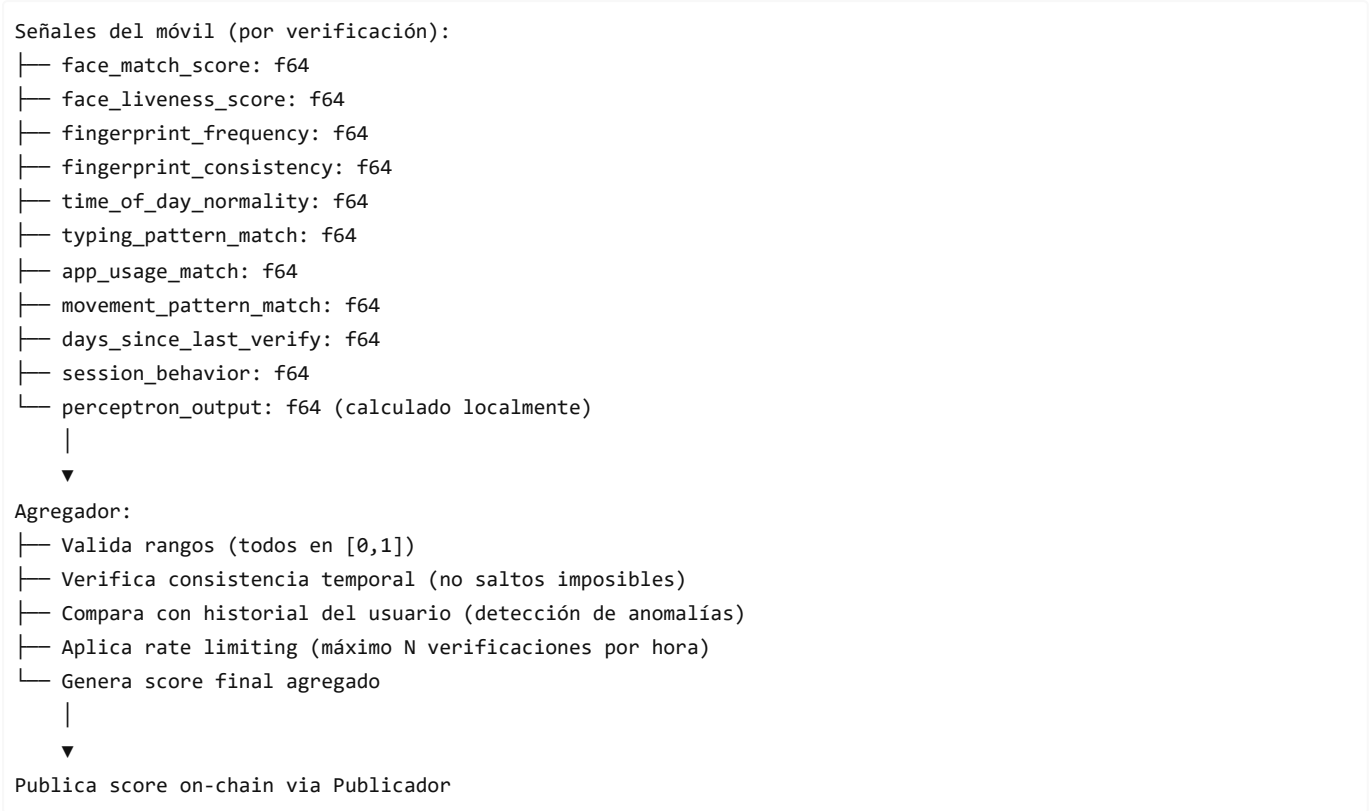 Señales del móvil (por verificación):
├── face_match_score: f64
├── face_liveness_score: f64
├── fingerprint_frequency: f64
├── fingerprint_consistency: f64
├── time_of_day_normality: f64
├── typing_pattern_match: f64
├── app_usage_match: f64
├── movement_pattern_match: f64
├── days_since_last_verify: f64
├── session_behavior: f64
└── perceptron_output: f64 (calculado localmente)
    │
    ▼
Agregador:
├── Valida rangos (todos en [0,1])
├── Verifica consistencia temporal (no saltos imposibles)
├── Compara con historial del usuario (detección de anomalías)
├── Aplica rate limiting (máximo N verificaciones por hora)
└── Genera score final agregado
    │
    ▼
Publica score on-chain via Publicador